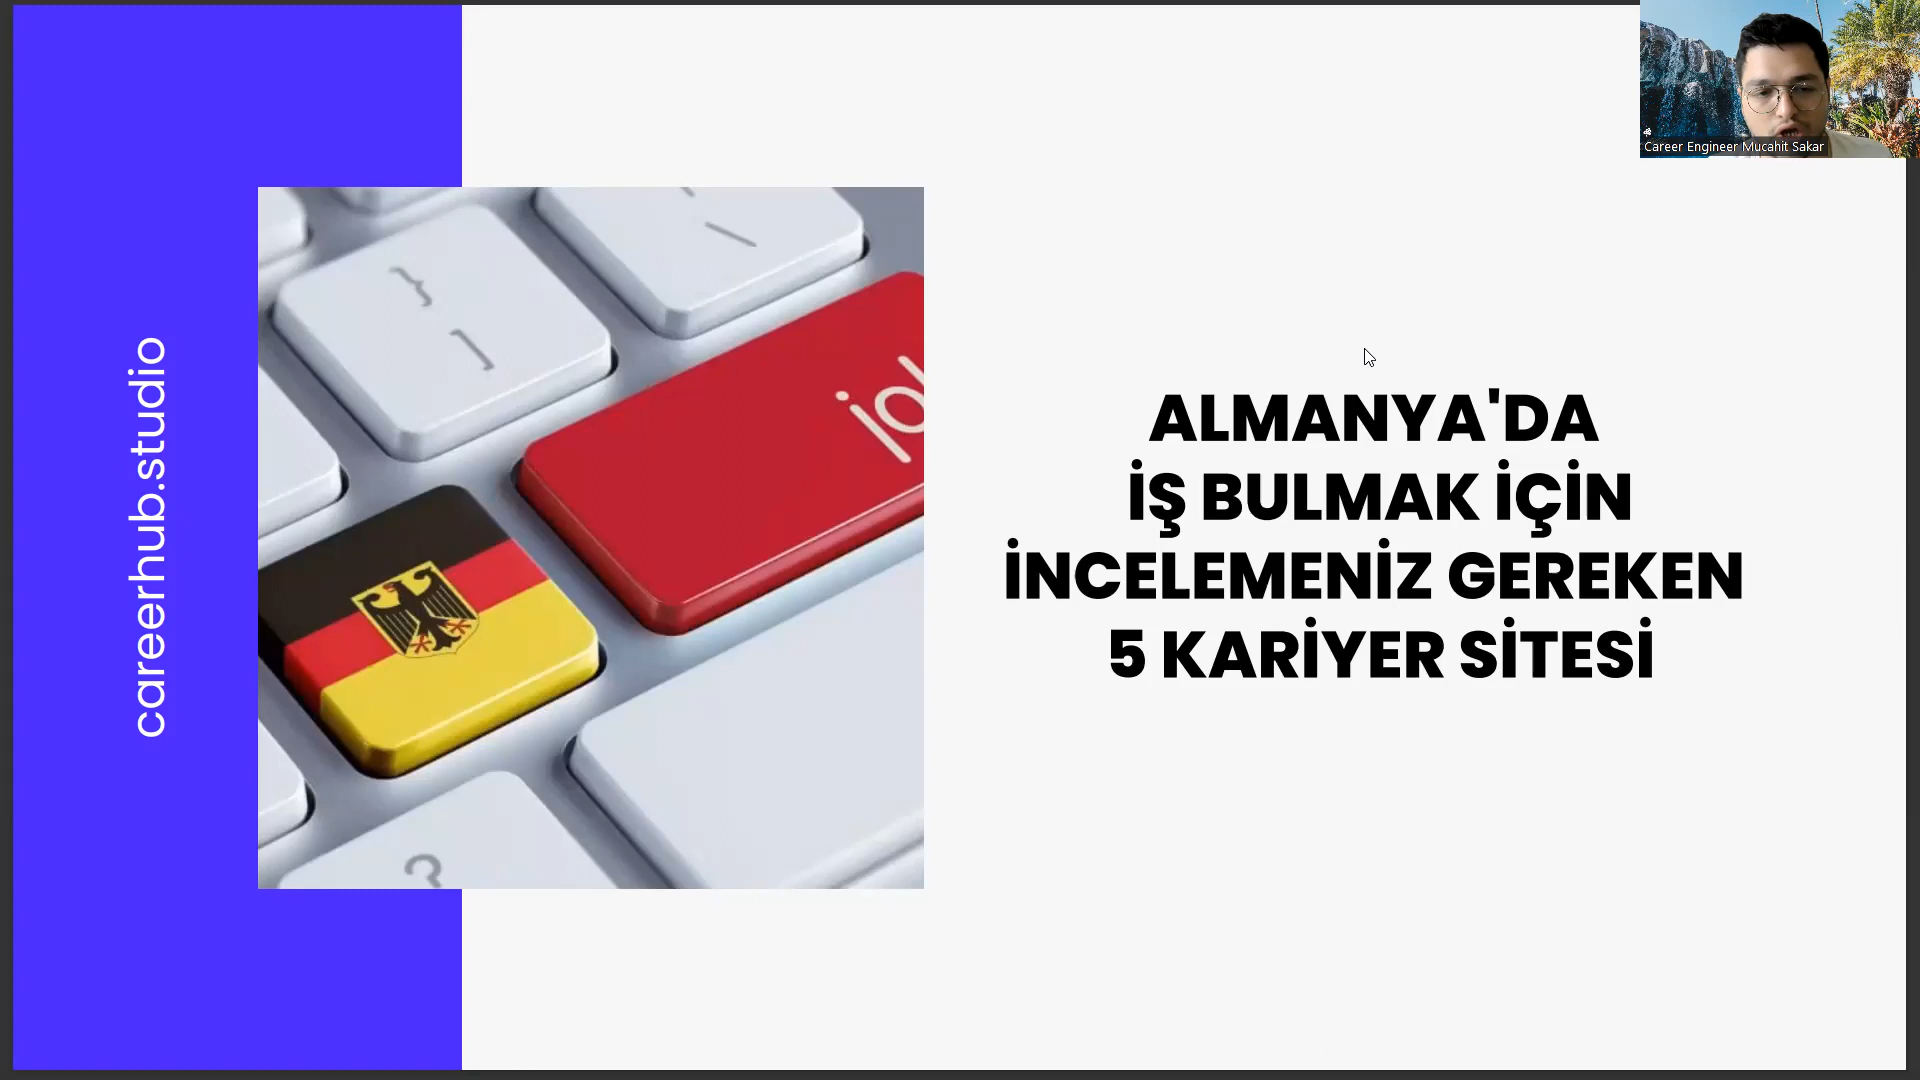 careerhub.studio
ALMANYA'DA
İŞ BULMAK İÇİN
İNCELEMENİZ GEREKEN
5 KARİYER SİTESİ
Career Engineer Mucahit Sakar